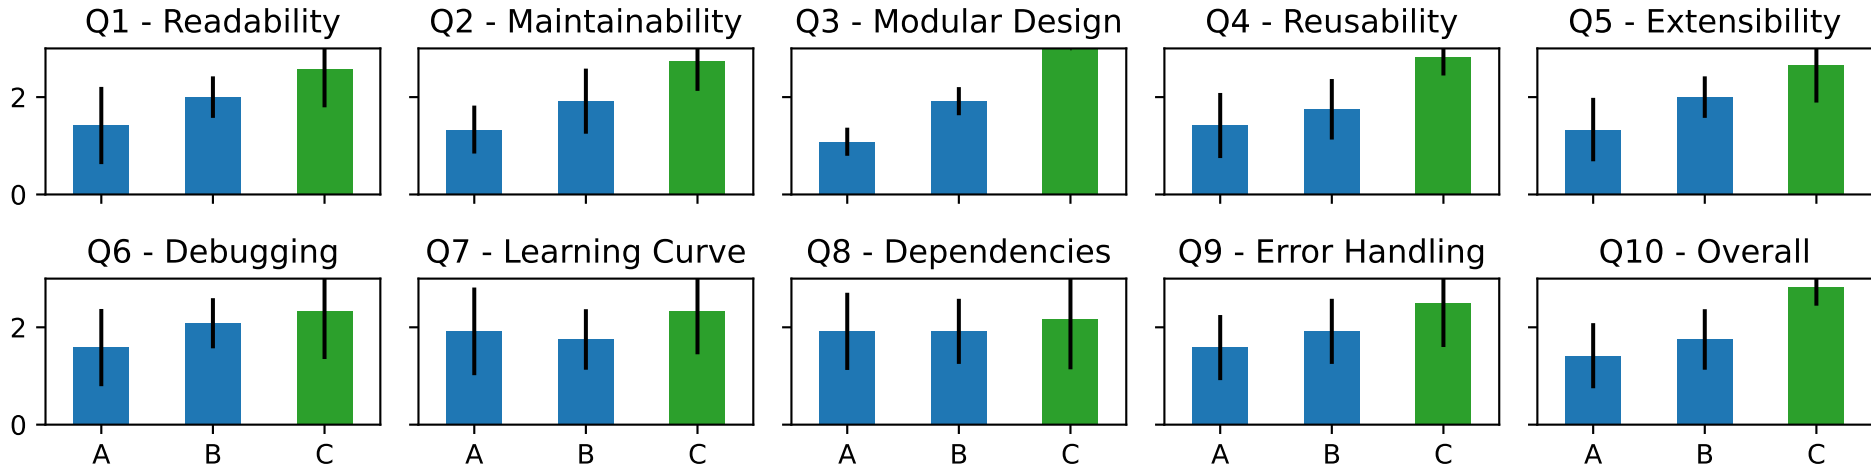 Q1 - Readability
Q2 - Maintainability
Q3 - Modular Design
Q4 - Reusability
Q5 - Extensibility
2
0
Q6 - Debugging
Q7 - Learning Curve
Q8 - Dependencies
Q9 - Error Handling
Q10 - Overall
2
0
A B C
A B C
A B C
A B C
A B C